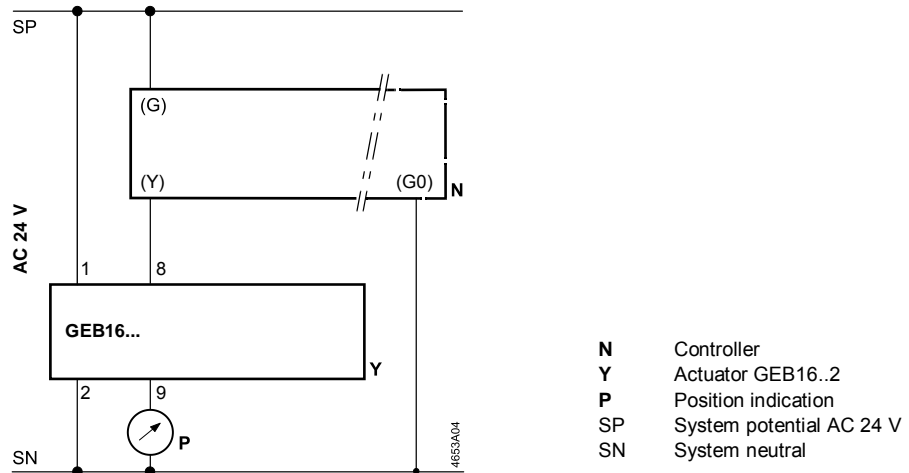 SP
(G)
(Y)
(G0)
N
AC 24 V
1
8
GEB16...
Y
2
9
P
SN
4653A04
N Controller
Y Actuator GEB16..2
P Position indication
SP System potential AC 24 V
SN System neutral